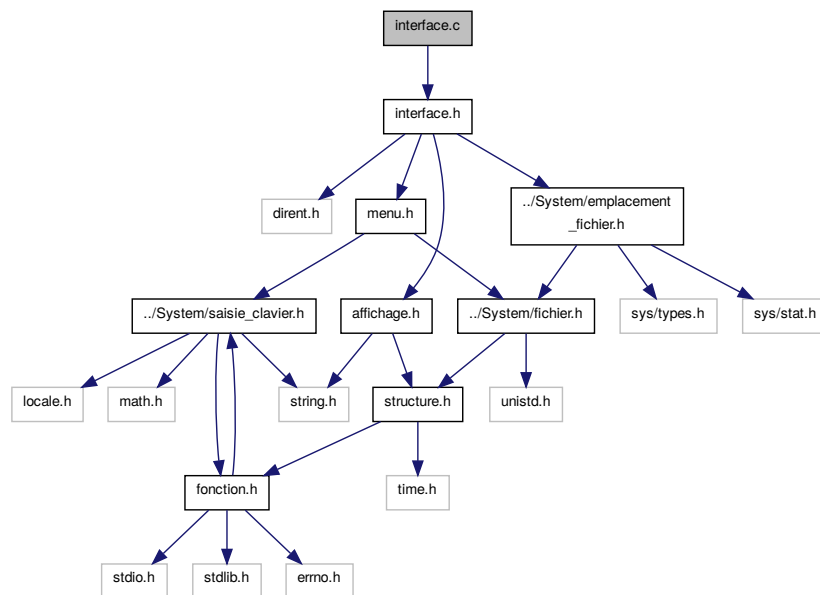 interface.c
interface.h
dirent.h
menu.h
../System/emplacement
_fichier.h
../System/saisie_clavier.h
affichage.h
../System/fichier.h
sys/types.h
sys/stat.h
locale.h
math.h
string.h
structure.h
unistd.h
fonction.h
time.h
stdio.h
stdlib.h
errno.h